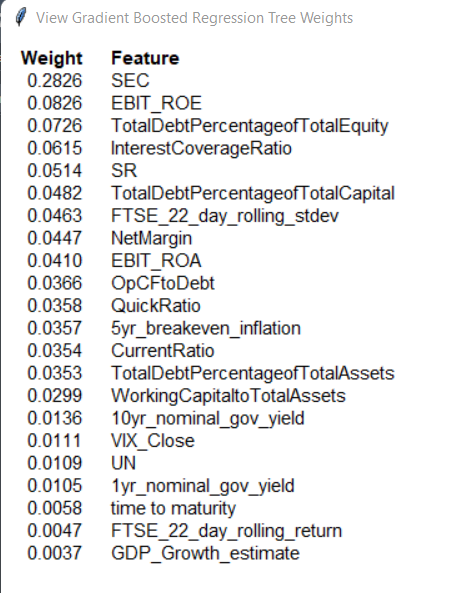 View Gradient Boosted Regression Tree Weights
Weight Feature
0.2826 SEC
0.0826 EBIT_ROE
0.0726 TotalDebtPercentageofTotalEquity
0.0615 InterestCoverageRatio
0.0514 SR
0.0482 TotalDebtPercentageofTotalCapital
0.0463 FTSE_22_day_rolling_stdev
0.0447 NetMargin
0.0410 EBIT_ROA
0.0366 OpCFtoDebt
0.0358 QuickRatio
0.0357 5yr_breakeven_inflation
0.0354 CurrentRatio
0.0353 TotalDebtPercentageofTotalAssets
0.0299 WorkingCapitaltoTotalAssets
0.0136 10yr_nominal_gov_yield
0.0111 VIX_Close
0.0109 UN
0.0105 1yr_nominal_gov_yield
0.0058 time to maturity
0.0047 FTSE_22_day_rolling_return
0.0037 GDP_Growth_estimate